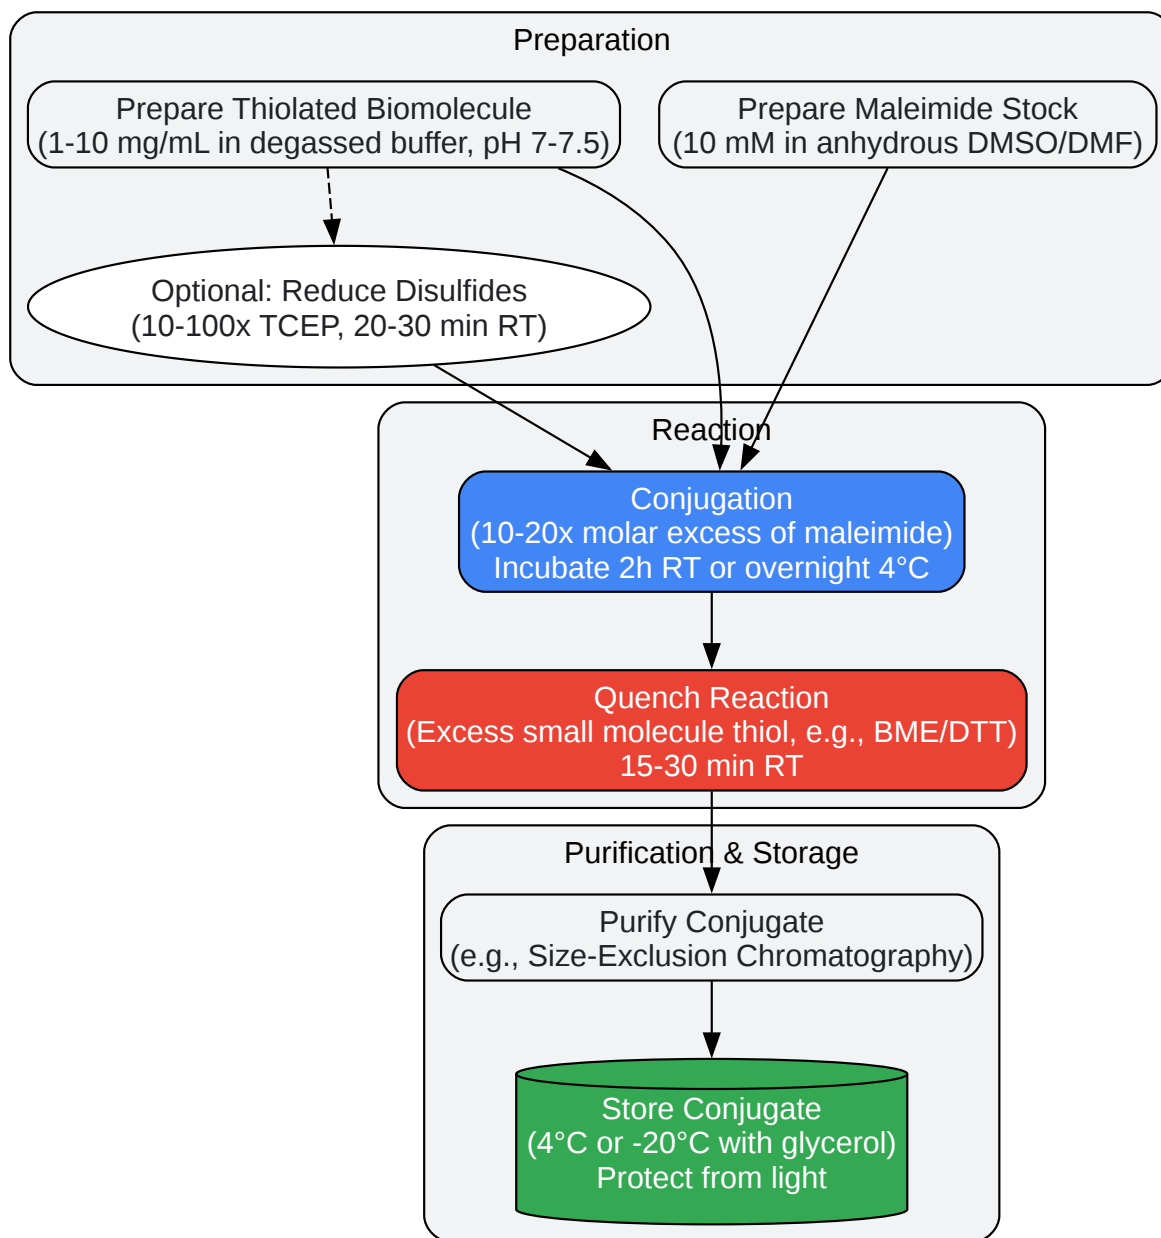 Preparation
Prepare Thiolated Biomolecule
(1-10 mg/mL in degassed buffer, pH 7-7.5)
Prepare Maleimide Stock
(10 mM in anhydrous DMSO/DMF)
Optional: Reduce Disulfides
(10-100x TCEP, 20-30 min RT)
Reaction
Conjugation
(10-20x molar excess of maleimide)
Incubate 2h RT or overnight 4°C
Quench Reaction
(Excess small molecule thiol, e.g., BME/DTT)
15-30 min RT
Purification & Storage
Purify Conjugate
(e.g., Size-Exclusion Chromatography)
Store Conjugate
(4°C or -20°C with glycerol)
Protect from light